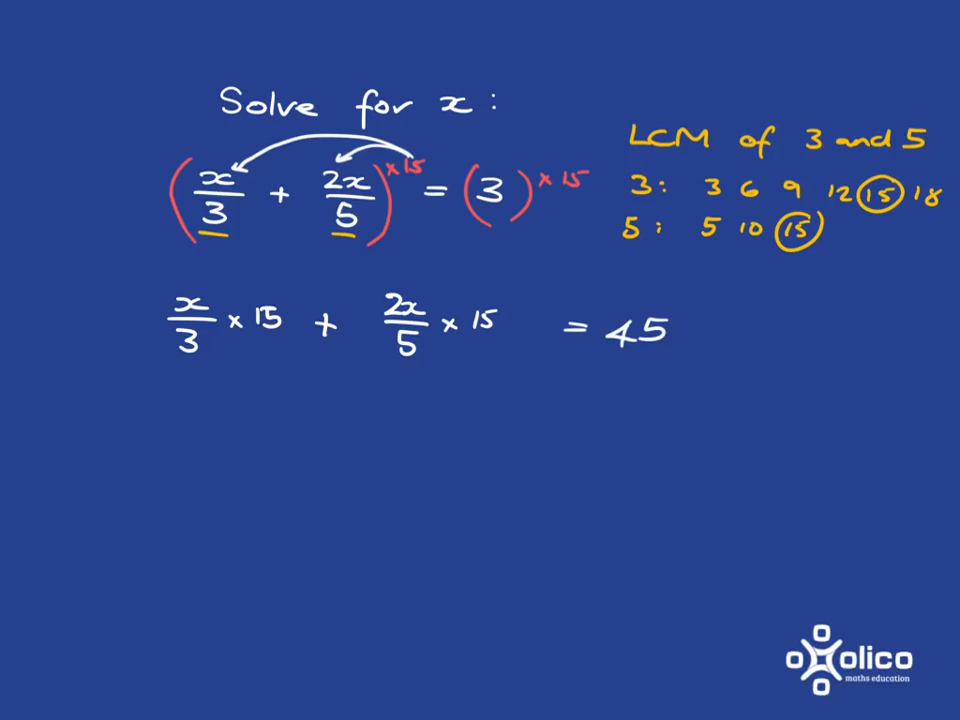 Solve for x :
(x/3 + 2x/5) × 15 = (3) × 15
LCM of 3 and 5
3: 3 6 9 12 15 18
5: 5 10 15
x/3 × 15 + 2x/5 × 15 = 45
olico
maths education